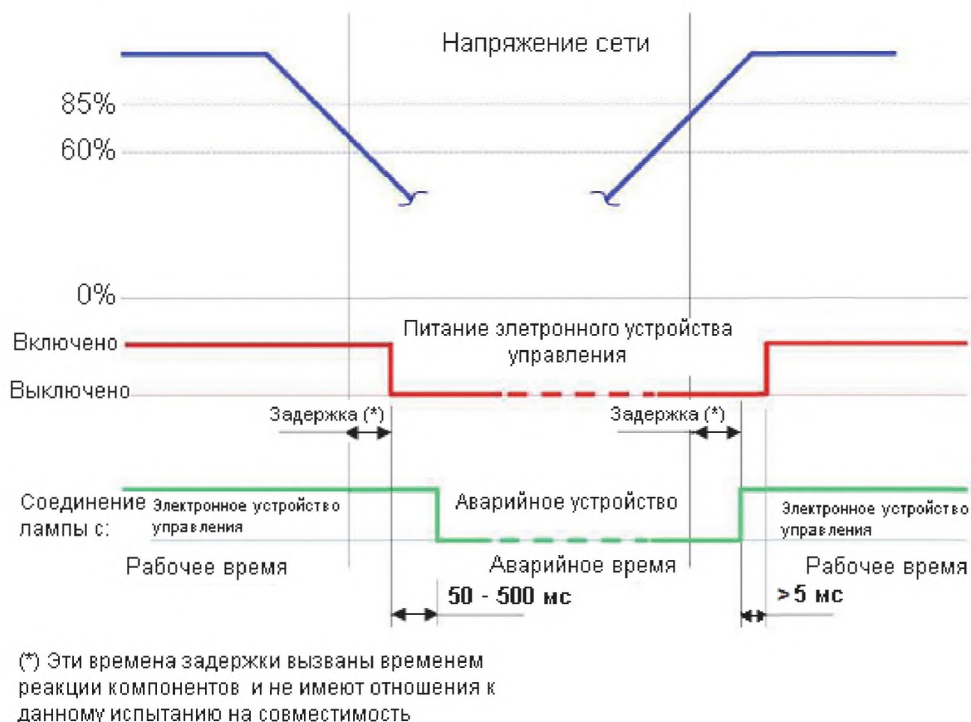 Напряжение сети
85%
60%
0%
Включено
Питание злетронного устройства
управления
Выключено
Задержка (*)
Задержка (*)
Соединение
лампы с:
Электронное устройство
управления
Аварийное устройство
Электронное устройство
управления
Рабочее время
Аварийное время
Рабочее время
50 - 500 мс
>5 мс
(*) Эти времена задержки вызваны временем
реакции компонентов и не имеют отношения к
данному испытанию на совместимость